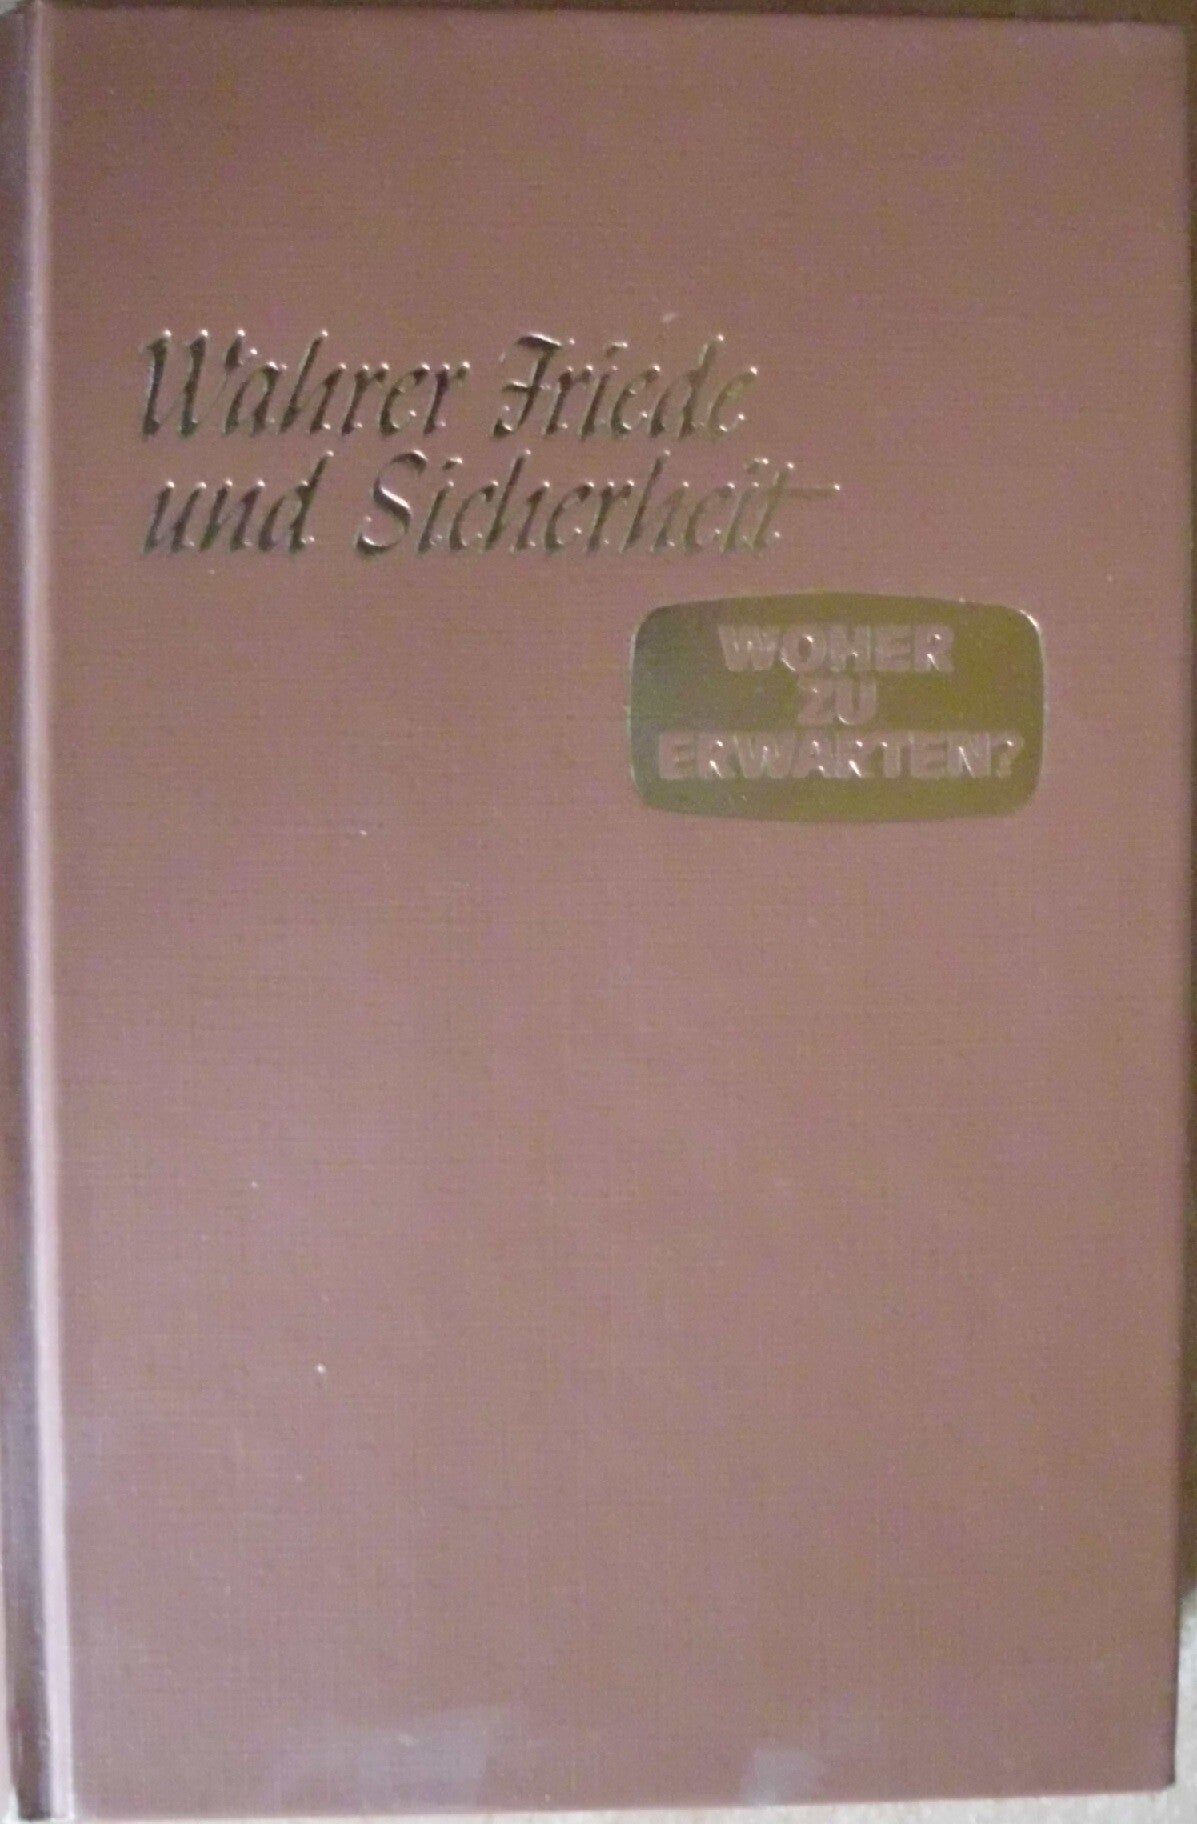 Wahrer Friede
und Sicherheit
WOHER
ZU
ERWARTEN?